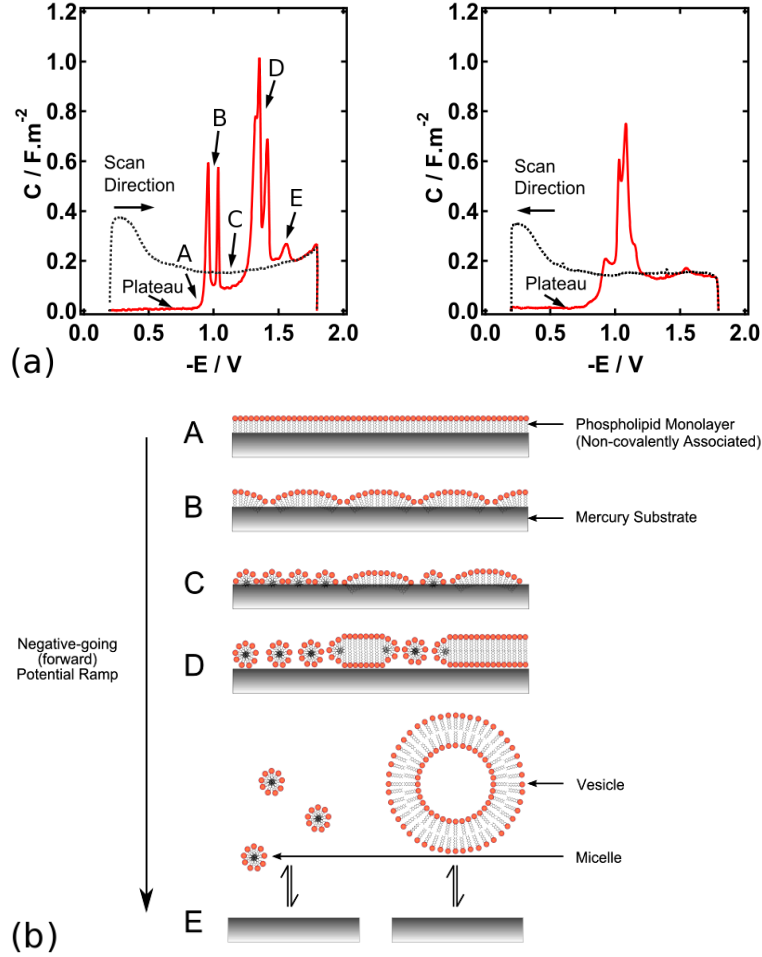 1.2
1.0
0.8
0.6
0.4
0.2
0.0
C / F.m-2
0.0 0.5 1.0 1.5 2.0
-E / V
Scan
Direction
Plateau
A
B
C
D
E
1.2
1.0
0.8
0.6
0.4
0.2
0.0
C / F.m-2
0.0 0.5 1.0 1.5 2.0
-E / V
Scan
Direction
Plateau
(a)
A
Phospholipid Monolayer
(Non-covalently Associated)
B
Mercury Substrate
C
Negative-going
(forward)
Potential Ramp
D
Vesicle
Micelle
E
(b)